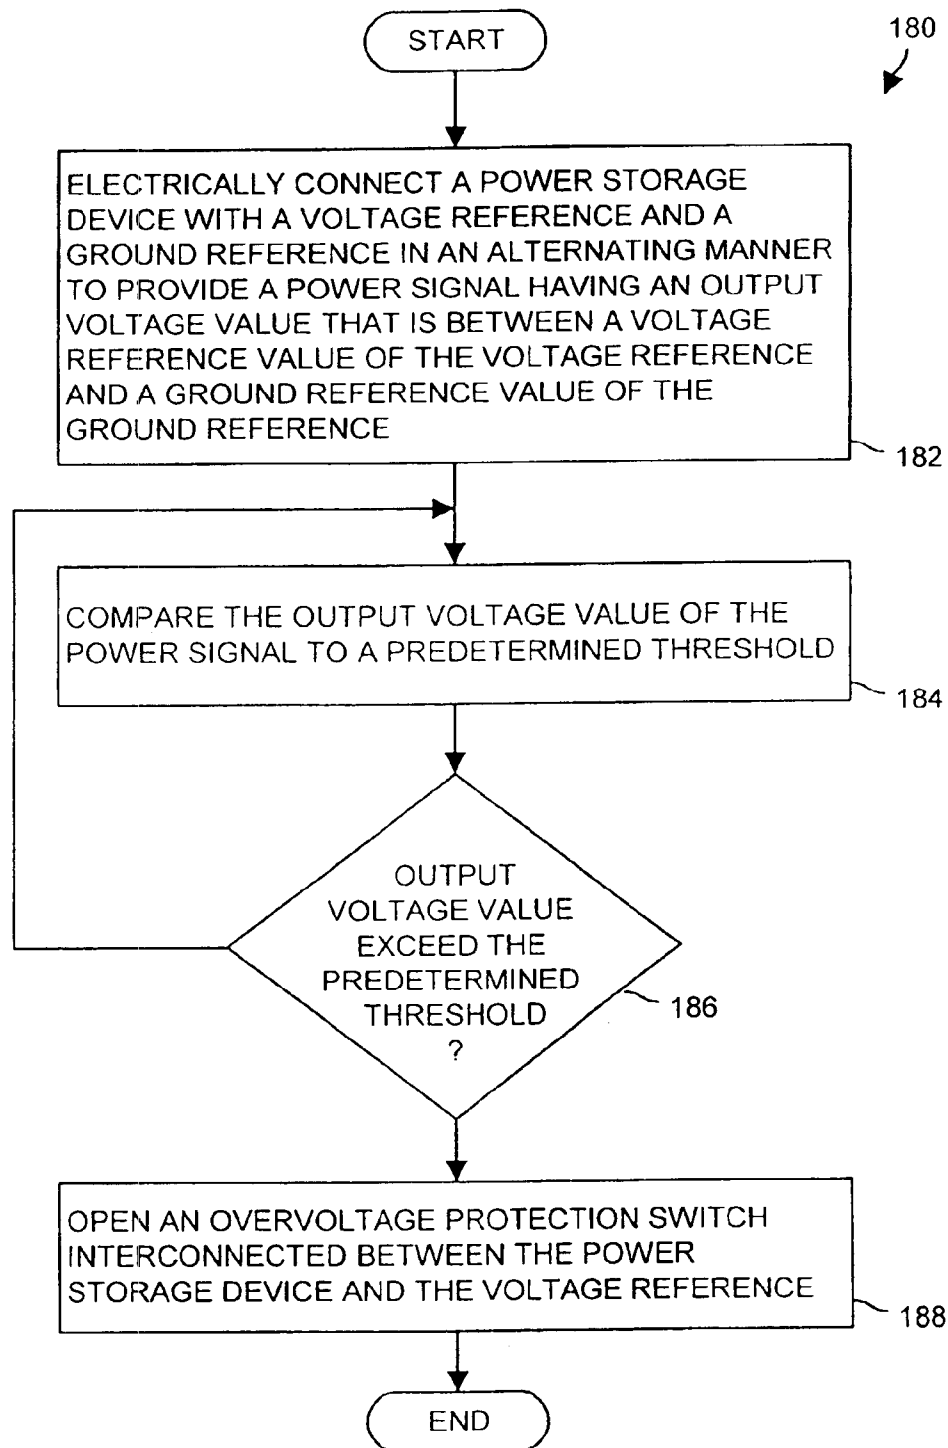 START
180
ELECTRICALLY CONNECT A POWER STORAGE
DEVICE WITH A VOLTAGE REFERENCE AND A
GROUND REFERENCE IN AN ALTERNATING MANNER
TO PROVIDE A POWER SIGNAL HAVING AN OUTPUT
VOLTAGE VALUE THAT IS BETWEEN A VOLTAGE
REFERENCE VALUE OF THE VOLTAGE REFERENCE
AND A GROUND REFERENCE VALUE OF THE
GROUND REFERENCE
182
COMPARE THE OUTPUT VOLTAGE VALUE OF THE
POWER SIGNAL TO A PREDETERMINED THRESHOLD
184
OUTPUT
VOLTAGE VALUE
EXCEED THE
PREDETERMINED
THRESHOLD
?
186
OPEN AN OVERVOLTAGE PROTECTION SWITCH
INTERCONNECTED BETWEEN THE POWER
STORAGE DEVICE AND THE VOLTAGE REFERENCE
188
END